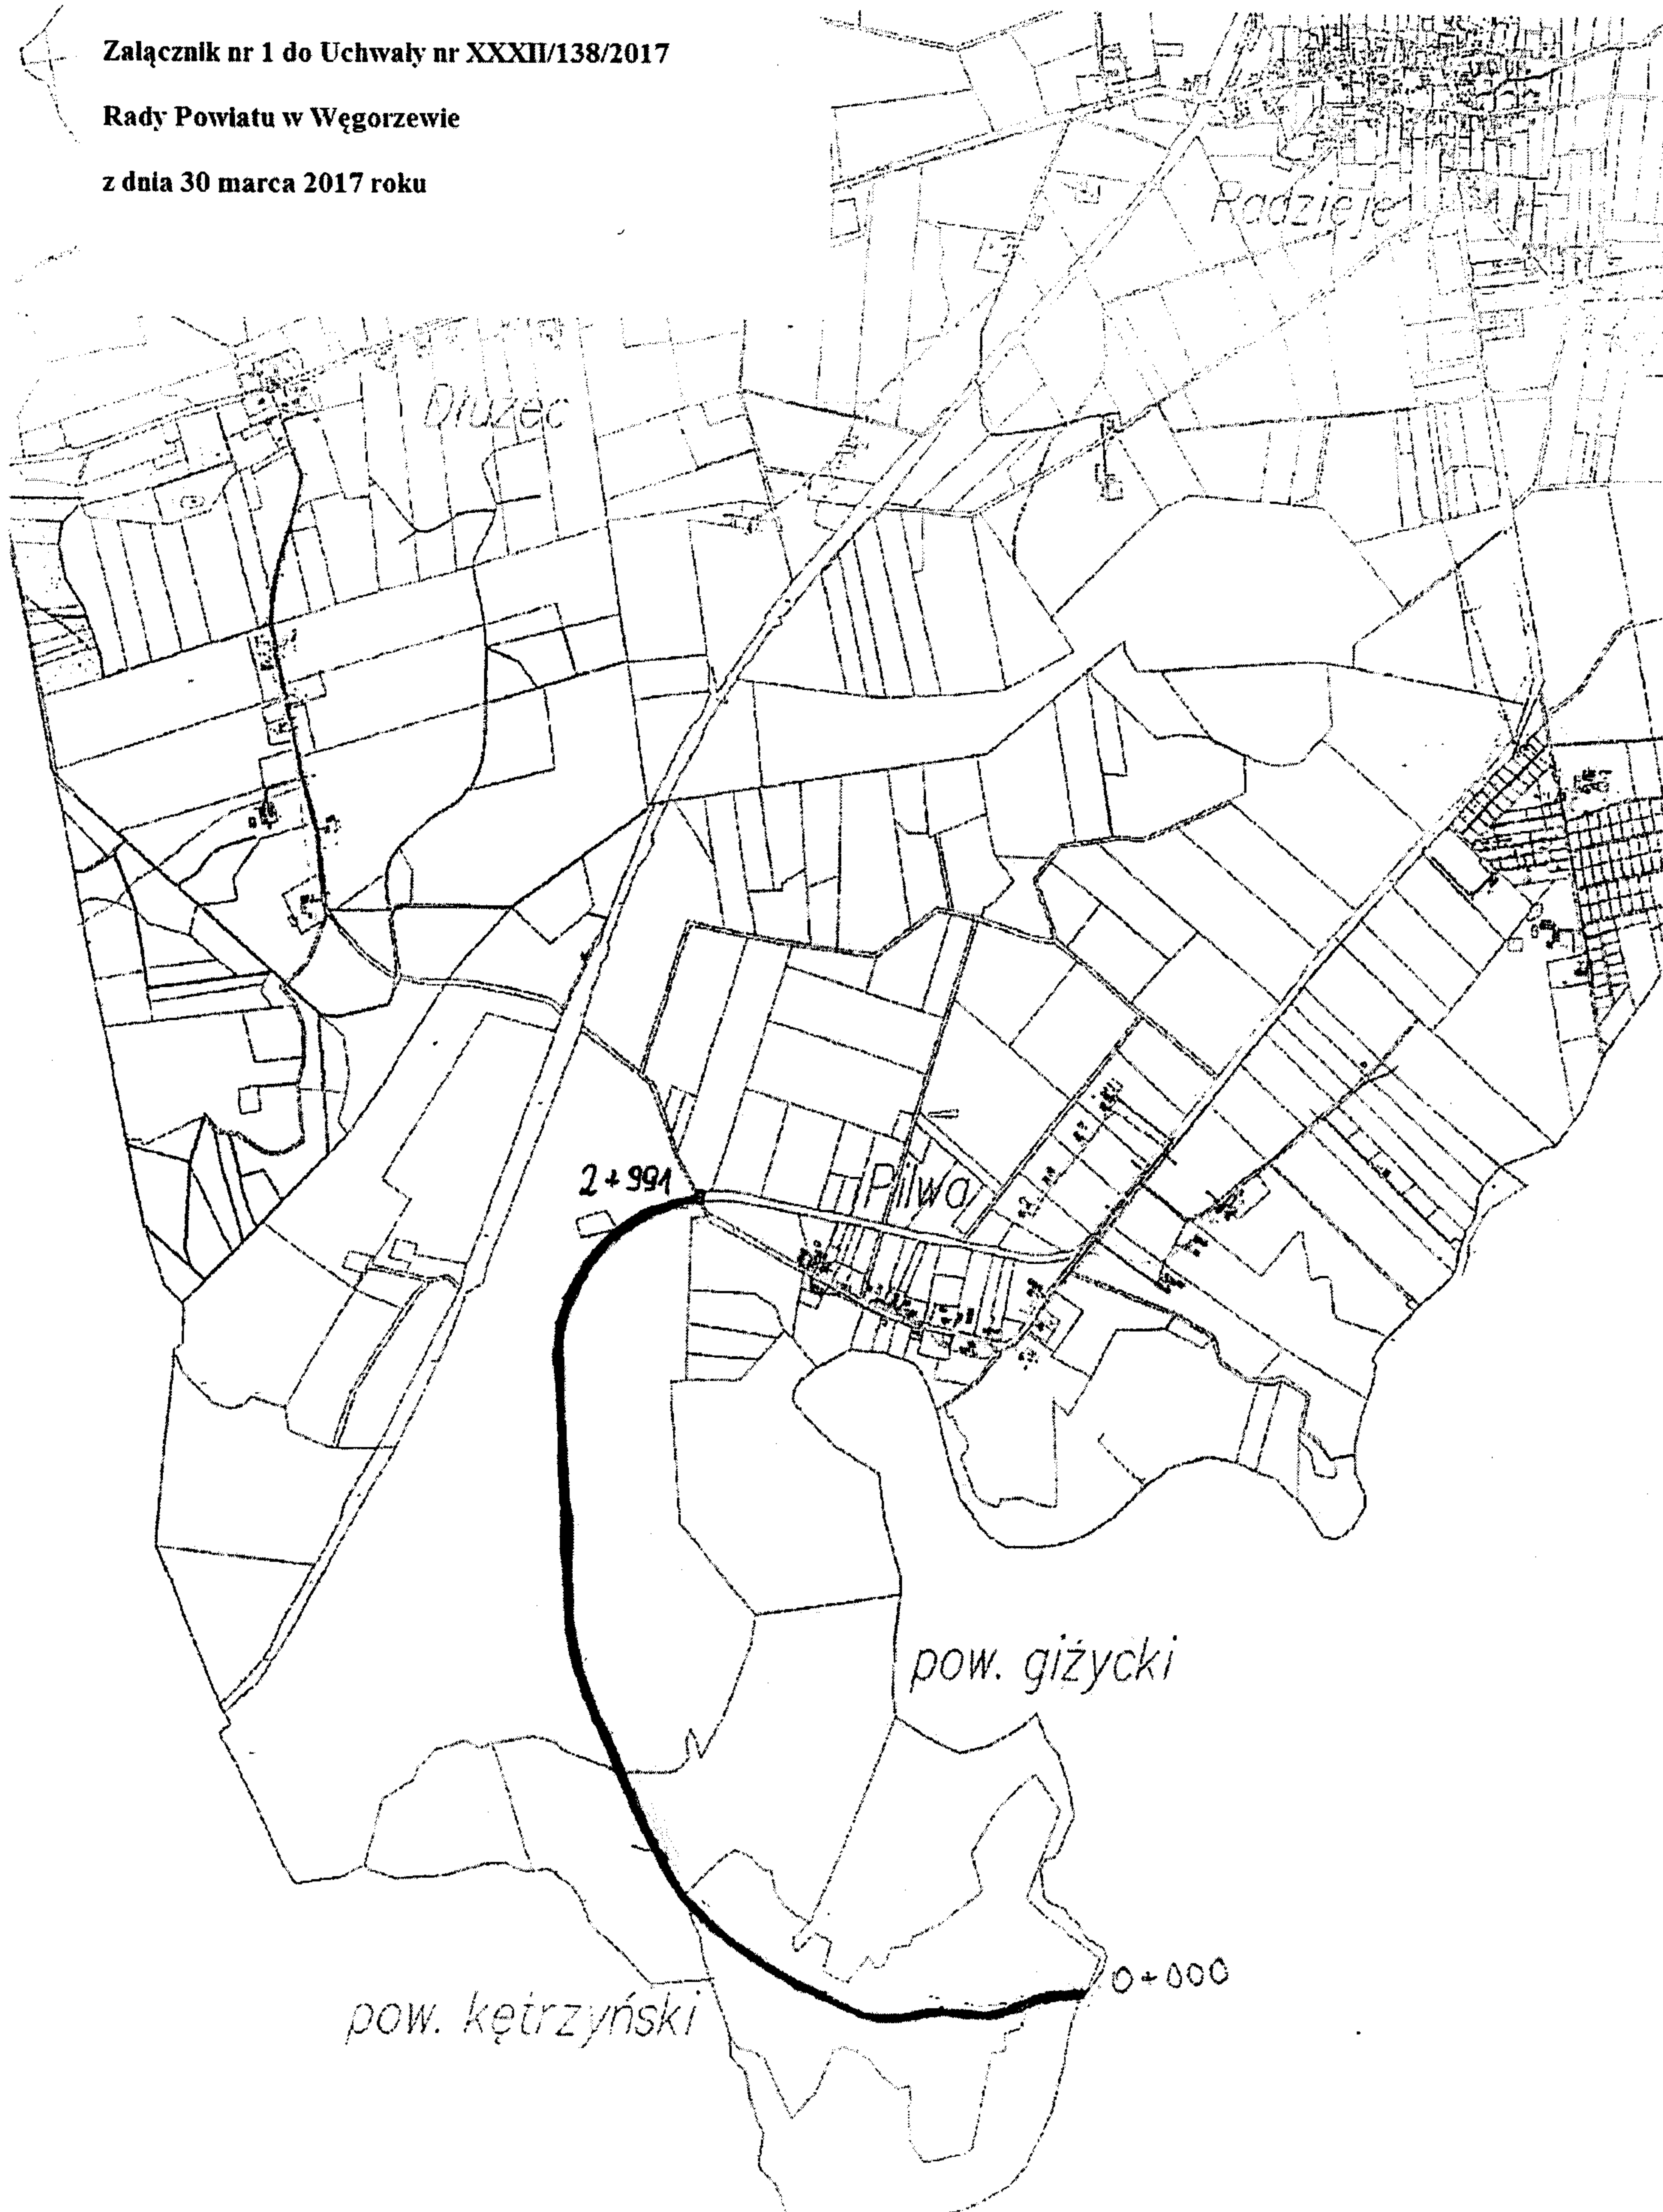 Załącznik nr 1 do Uchwały nr XXXII/138/2017
Rady Powiatu w Węgorzewie
z dnia 30 marca 2017 roku
Radzieje
Dłużec
2+991
Pilwa
pow. giżycki
0+000
pow. kętrzyński